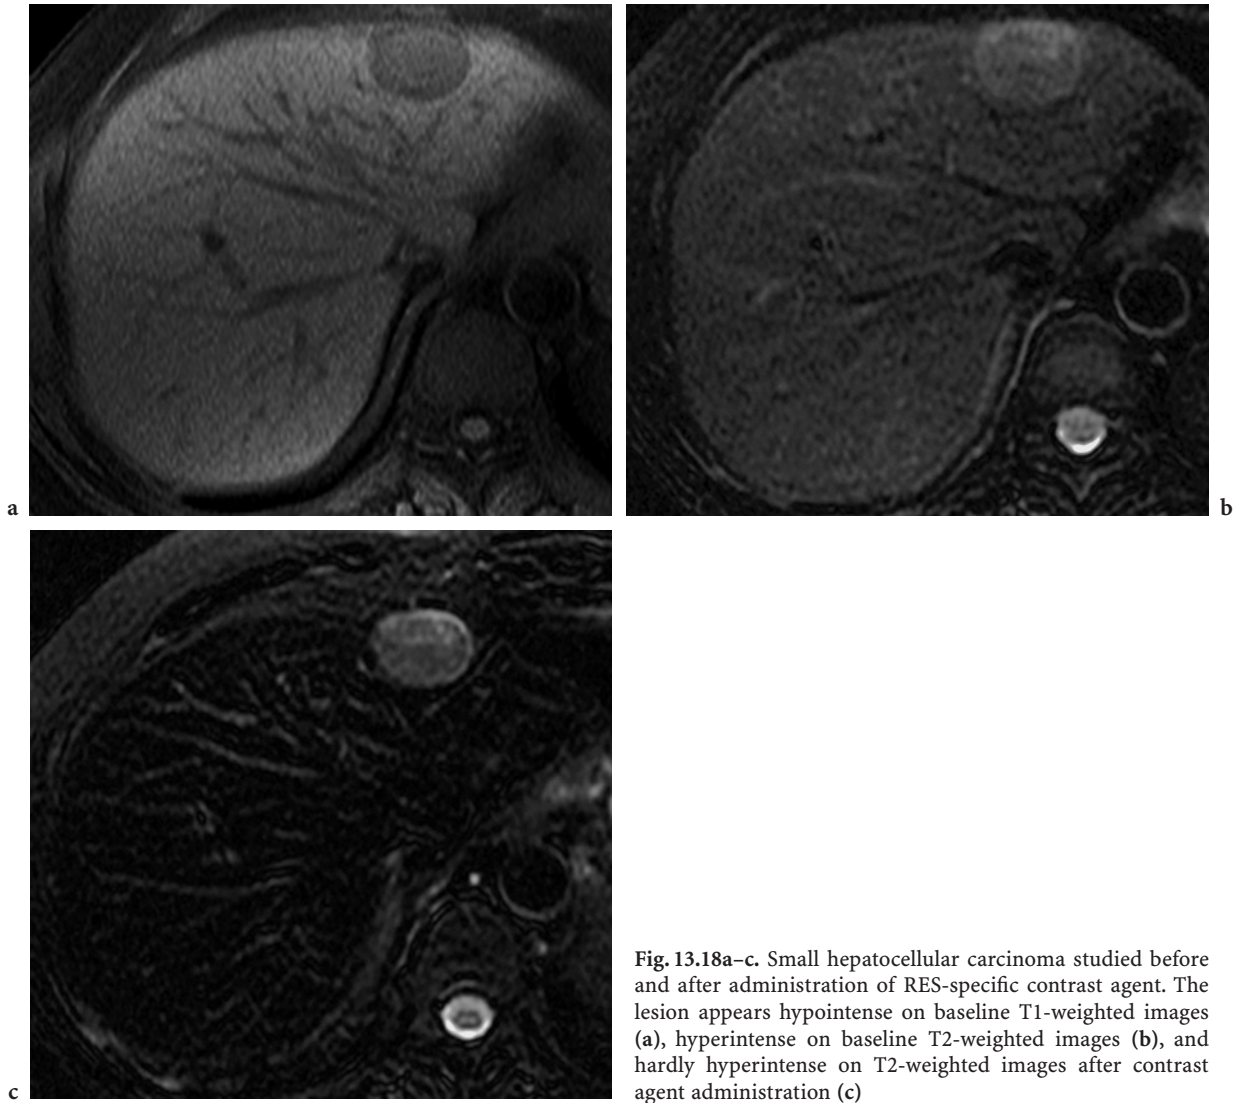 a
b
c
Fig. 13.18a–c. Small hepatocellular carcinoma studied before
and after administration of RES-specific contrast agent. The
lesion appears hypointense on baseline T1-weighted images
(a), hyperintense on baseline T2-weighted images (b), and
hardly hyperintense on T2-weighted images after contrast
agent administration (c)